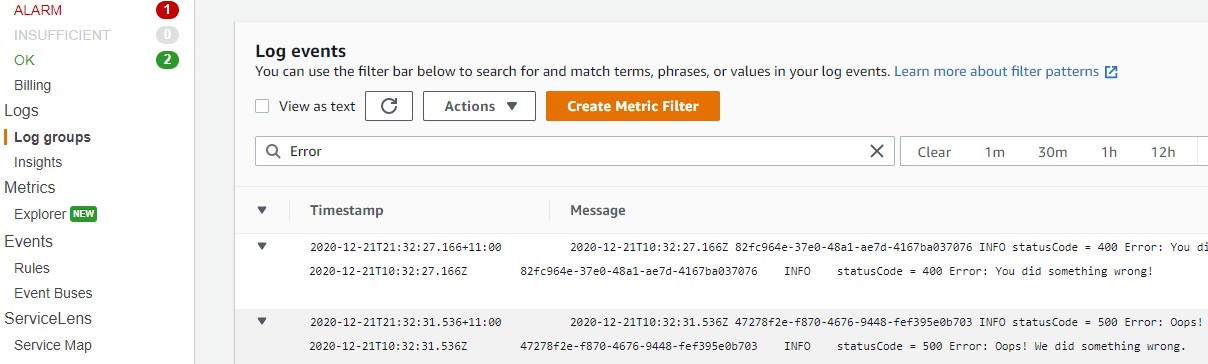 ALARM 1
INSUFFICIENT 0
OK 2
Billing
Logs
Log groups
Insights
Metrics
Explorer NEW
Events
Rules
Event Buses
ServiceLens
Service Map
Log events
You can use the filter bar below to search for and match terms, phrases, or values in your log events. Learn more about filter patterns
View as text Actions Create Metric Filter
Error Clear 1m 30m 1h 12h
Timestamp Message
2020-12-21T21:32:27.166+11:00 2020-12-21T10:32:27.166Z 82fc964e-37e0-48a1-ae7d-4167ba037076 INFO statusCode = 400 Error: You di
2020-12-21T10:32:27.166Z 82fc964e-37e0-48a1-ae7d-4167ba037076 INFO statusCode = 400 Error: You did something wrong!
2020-12-21T21:32:31.536+11:00 2020-12-21T10:32:31.536Z 47278f2e-f870-4676-9448-fef395e0b703 INFO statusCode = 500 Error: Oops!
2020-12-21T10:32:31.536Z 47278f2e-f870-4676-9448-fef395e0b703 INFO statusCode = 500 Error: Oops! We did something wrong.